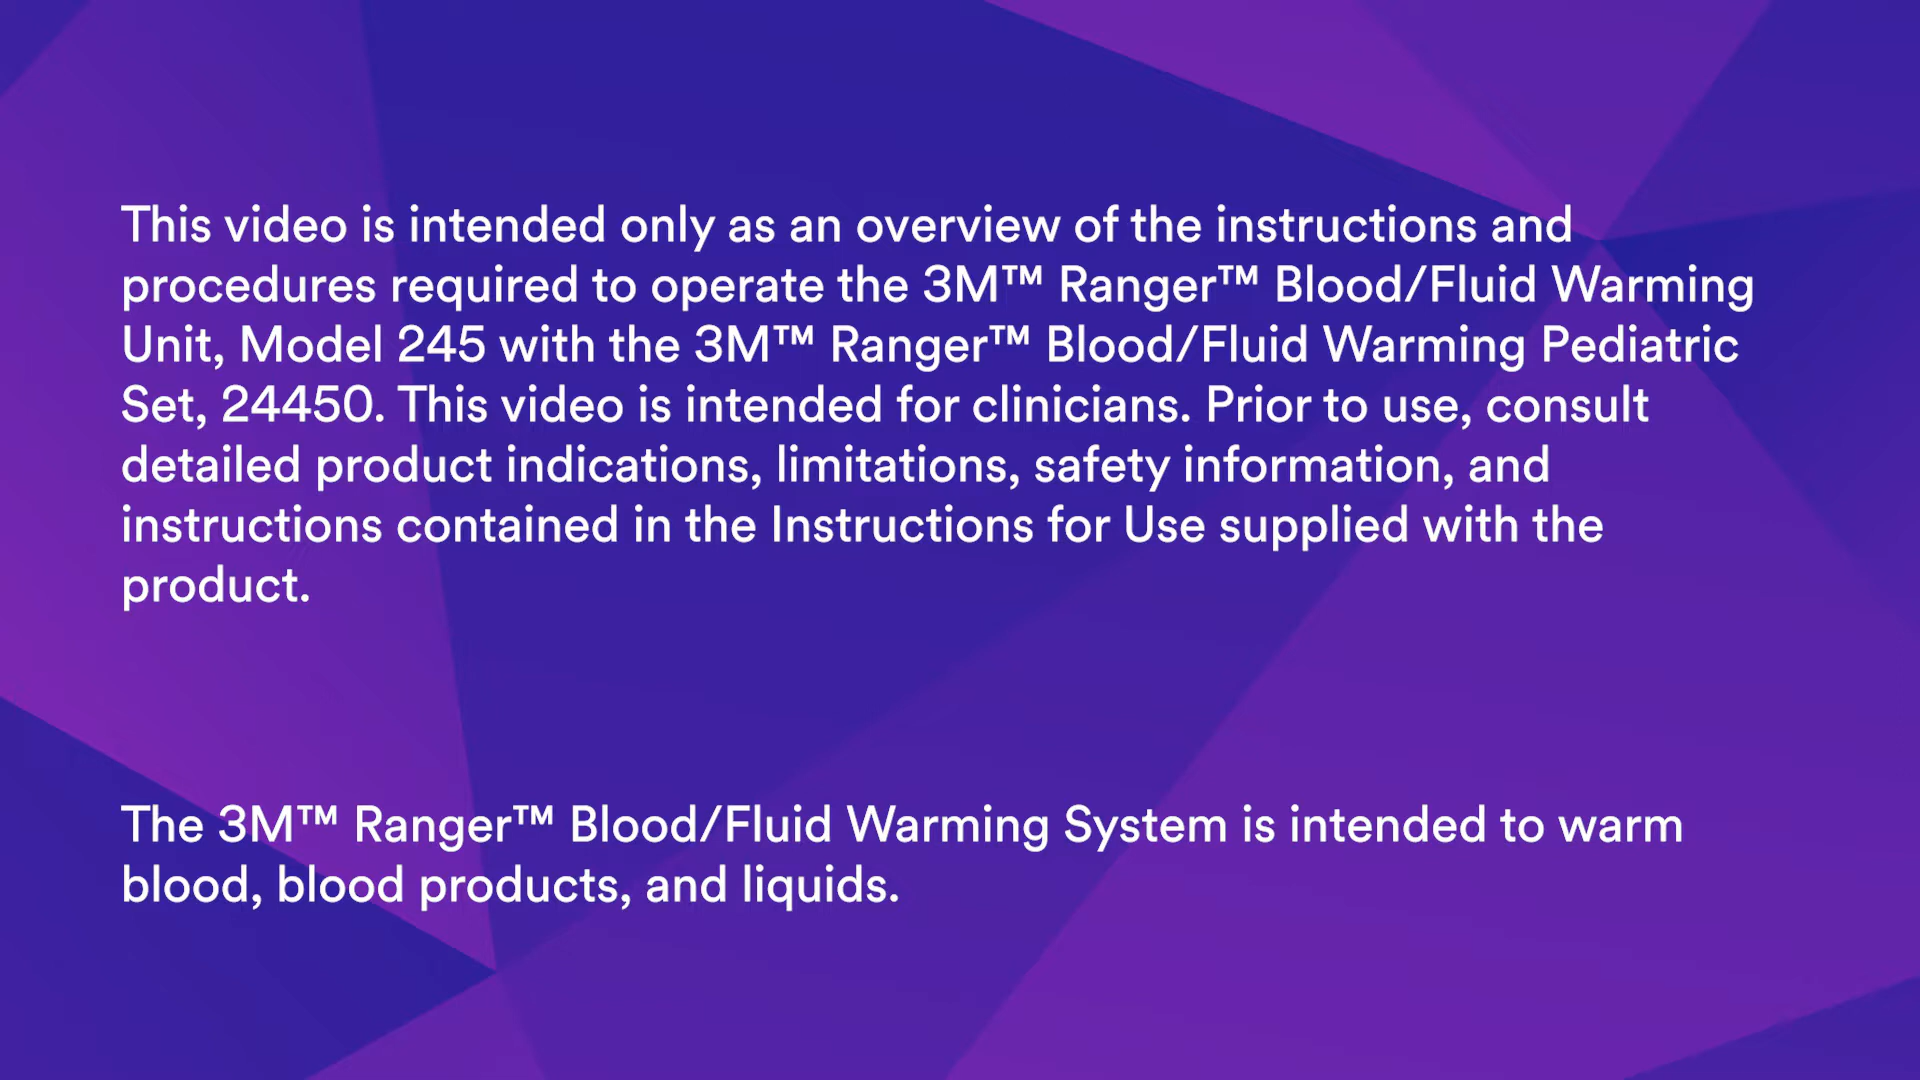 This video is intended only as an overview of the instructions and
procedures required to operate the 3M™ Ranger™ Blood/Fluid Warming
Unit, Model 245 with the 3M™ Ranger™ Blood/Fluid Warming Pediatric
Set, 24450. This video is intended for clinicians. Prior to use, consult
detailed product indications, limitations, safety information, and
instructions contained in the Instructions for Use supplied with the
product.
The 3M™ Ranger™ Blood/Fluid Warming System is intended to warm
blood, blood products, and liquids.